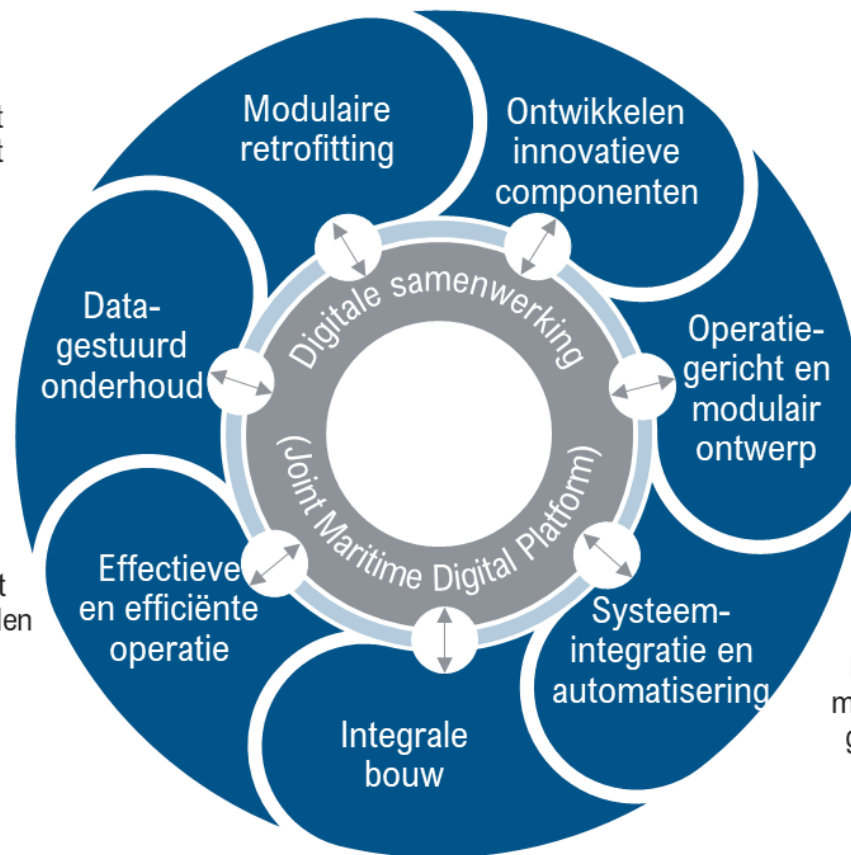 Modulaire
retrofitting
Ontwikkelen
innovatieve
componenten
Operatie-
gericht en
modulair
ontwerp
Systeem-
integratie en
automatisering
Integrale
bouw
Effectieve
en efficiënte
operatie
Data-
gestuurd
onderhoud
Digitale samenwerking
(Joint Maritime Digital Platform)